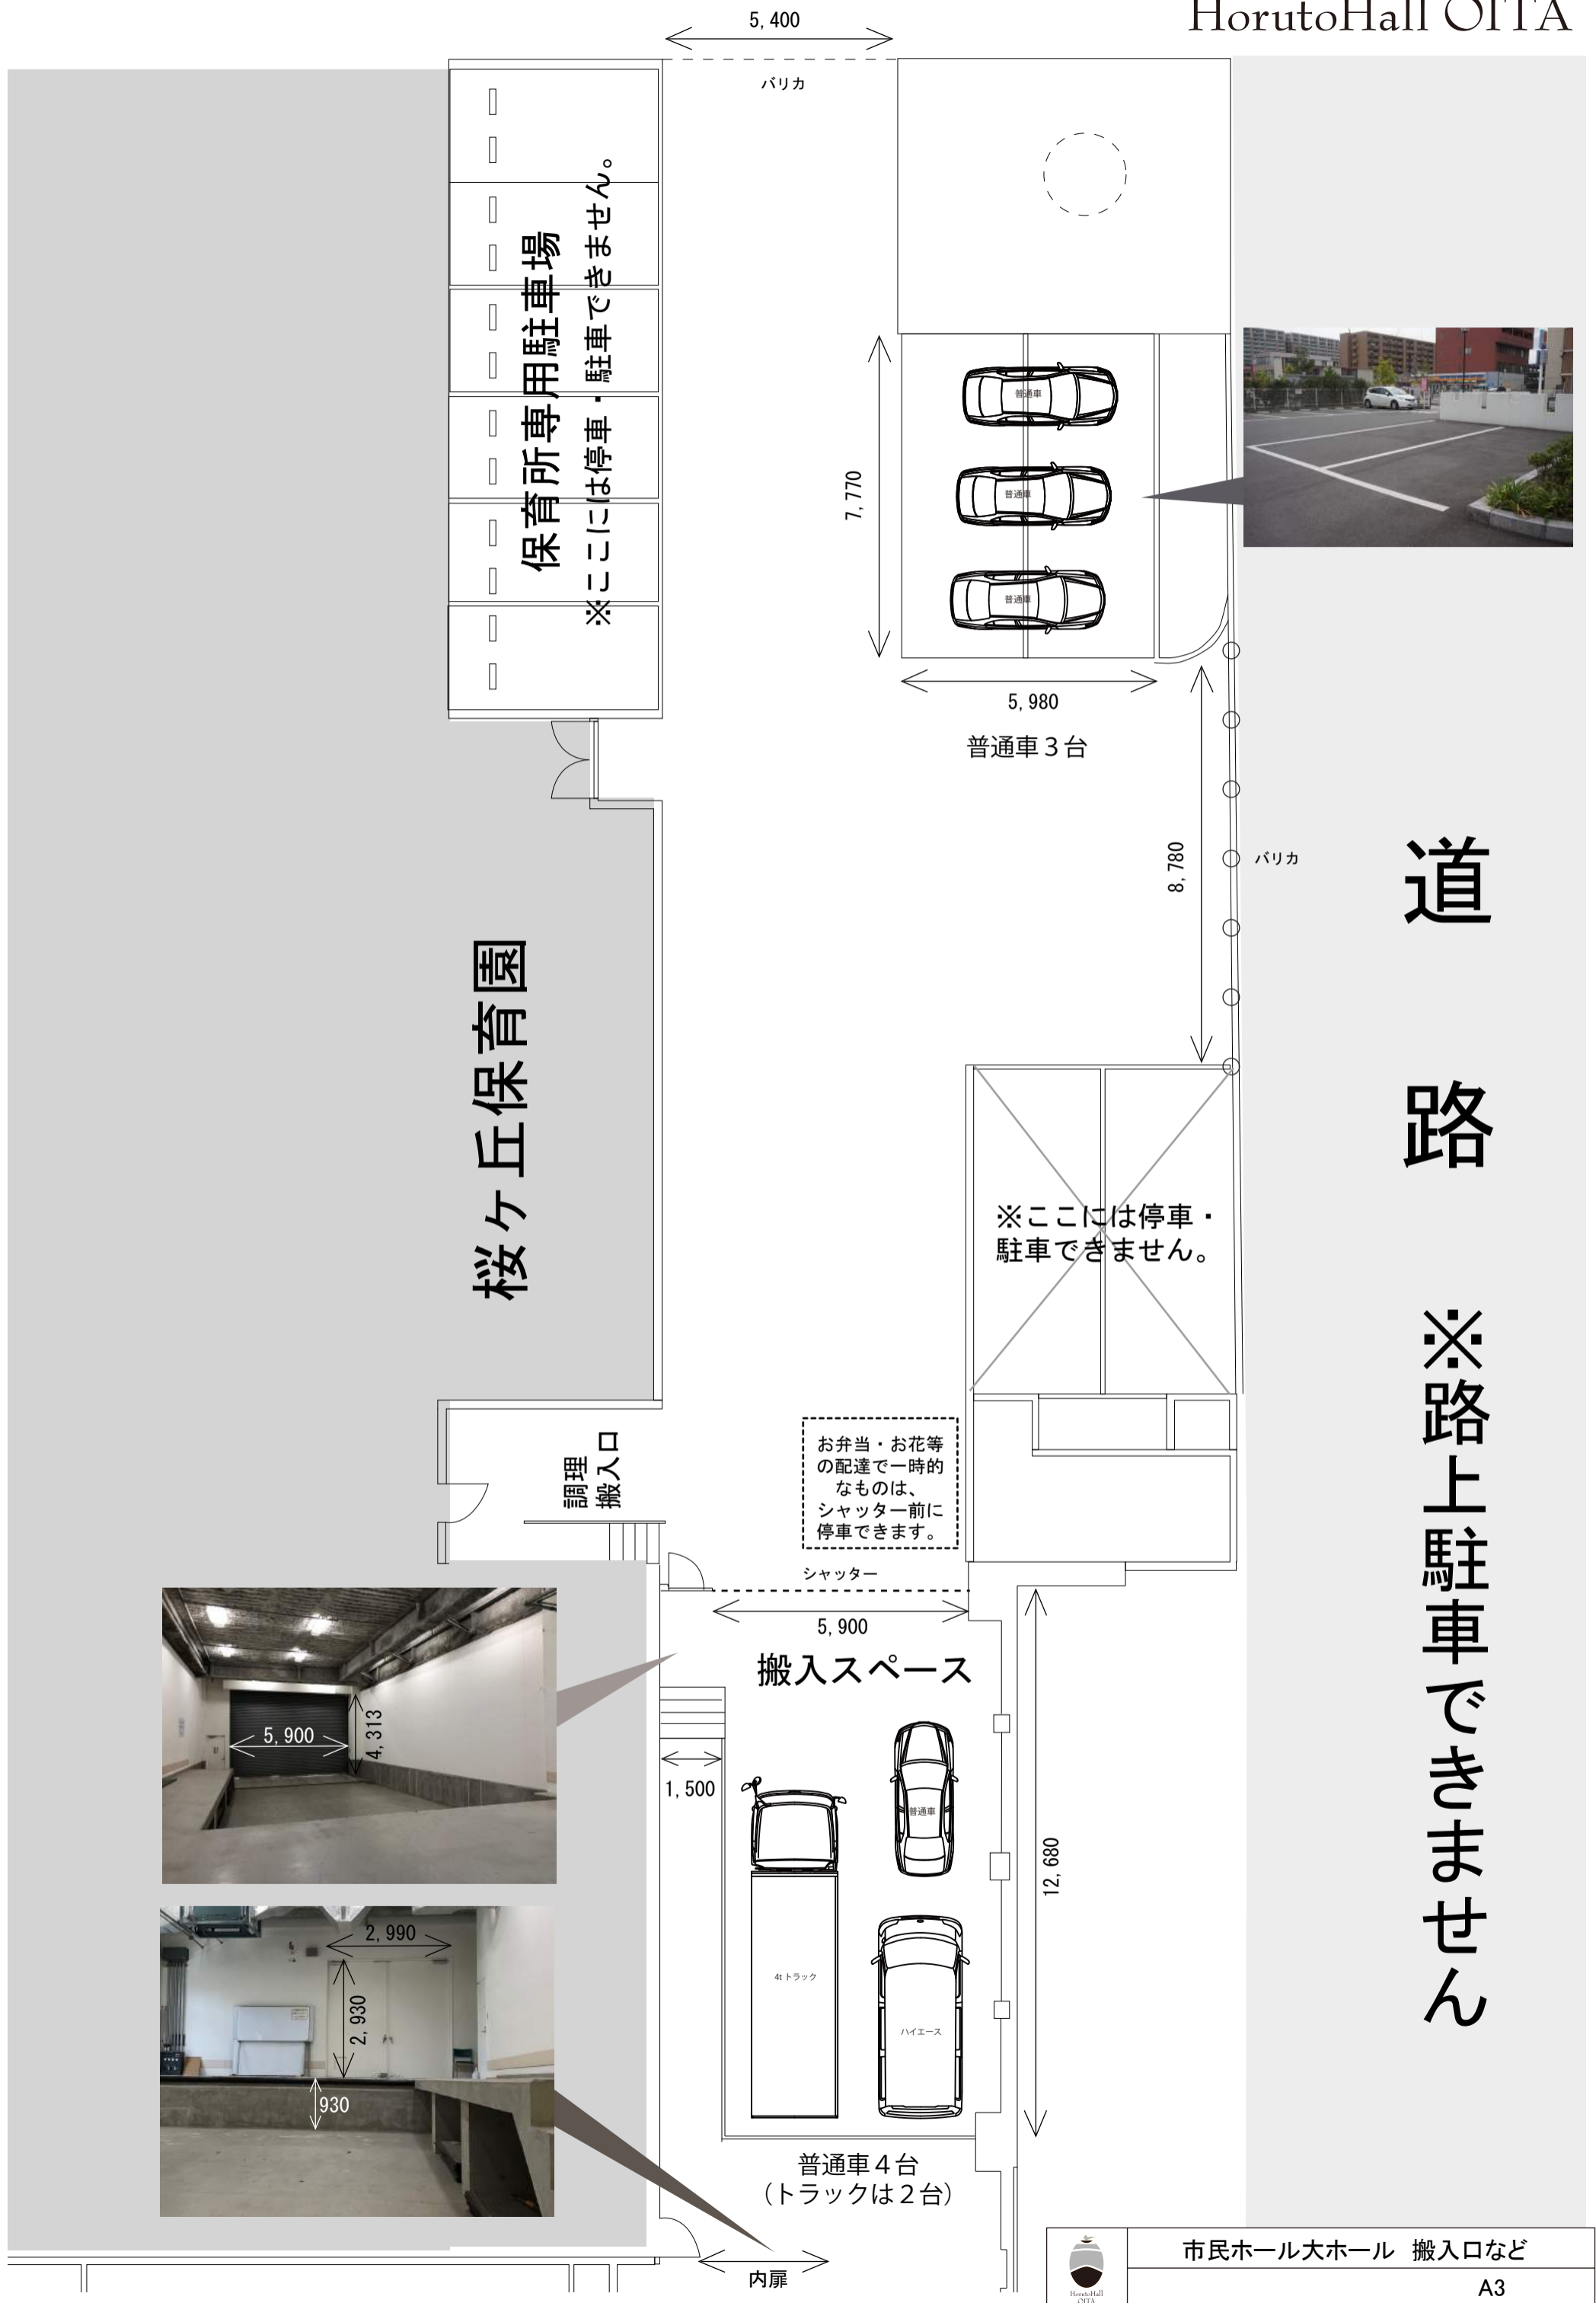 HorutoHall OITA
5,400
バリカ
保育所専用駐車場
※ここには停車・駐車できません。
普通車
普通車
普通車
7,770
5,980
普通車３台
8,780
バリカ
道路
※路上駐車できません
桜ヶ丘保育園
※ここには停車・
駐車できません。
調理
搬入口
お弁当・お花等
の配達で一時的
なものは、
シャッター前に
停車できます。
シャッター
5,900
搬入スペース
5,900
4,313
1,500
普通車
4tトラック
ハイエース
12,680
2,990
2,930
930
普通車４台
（トラックは２台）
内扉
市民ホール大ホール 搬入口など
A3
HorutoHall
OITA